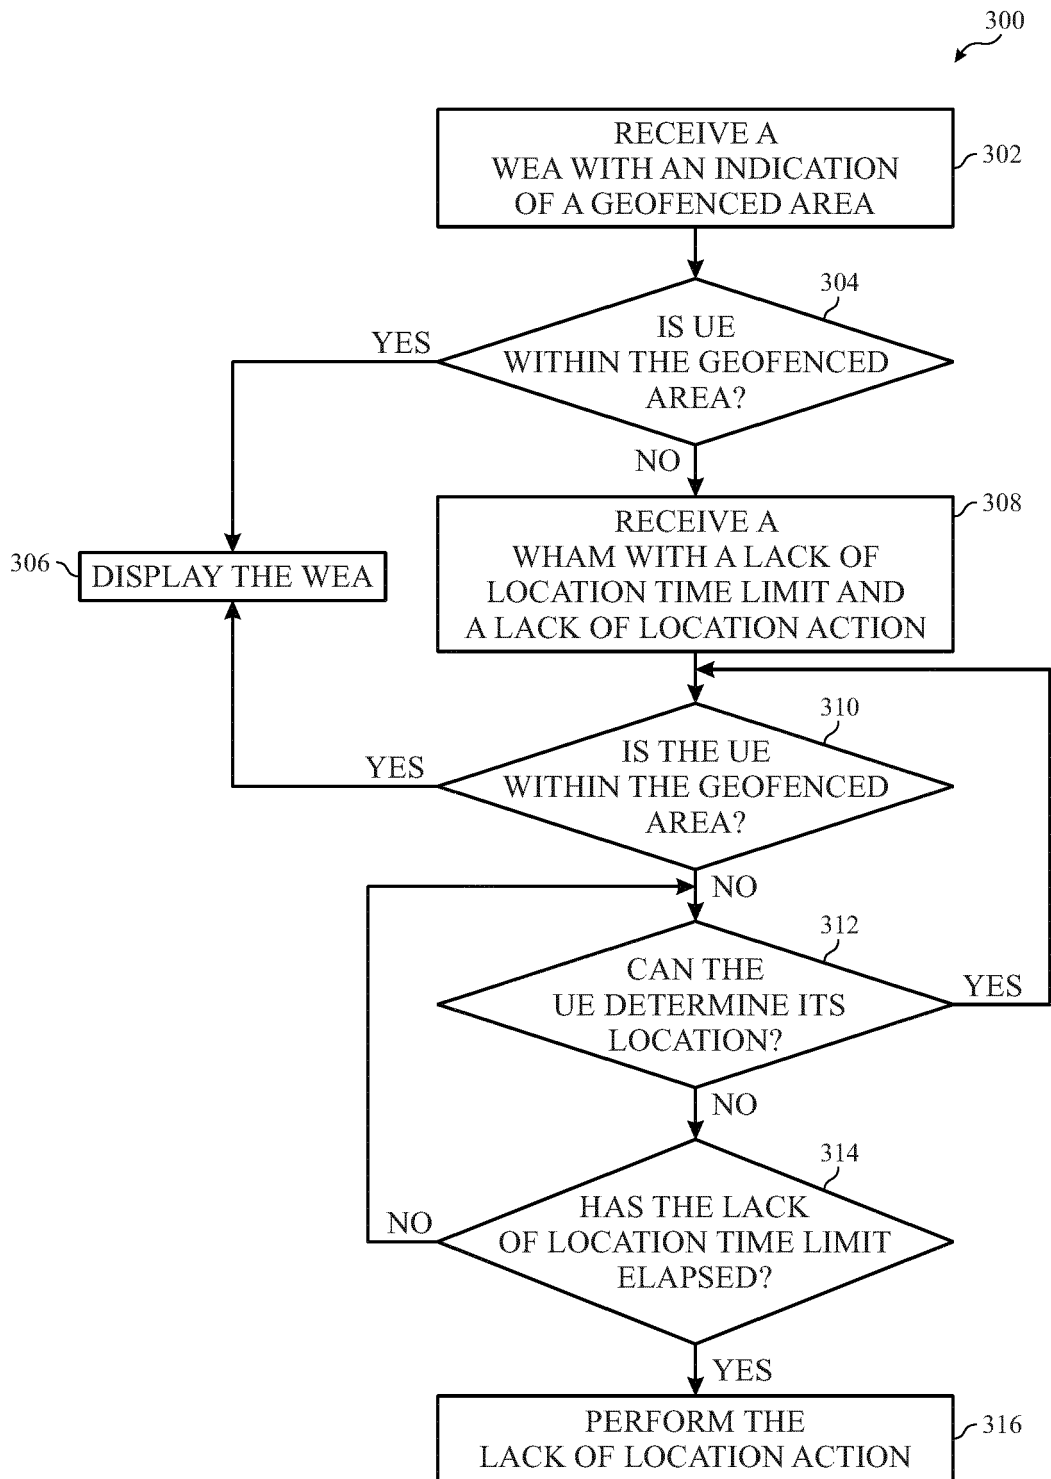 300
RECEIVE A
WEA WITH AN INDICATION
OF A GEOFENCED AREA
302
304
IS UE
WITHIN THE GEOFENCED
AREA?
YES
NO
308
RECEIVE A
WHAM WITH A LACK OF
LOCATION TIME LIMIT AND
A LACK OF LOCATION ACTION
306
DISPLAY THE WEA
310
IS THE UE
WITHIN THE GEOFENCED
AREA?
YES
NO
312
CAN THE
UE DETERMINE ITS
LOCATION?
YES
NO
314
HAS THE LACK
OF LOCATION TIME LIMIT
ELAPSED?
NO
YES
PERFORM THE
LACK OF LOCATION ACTION
316